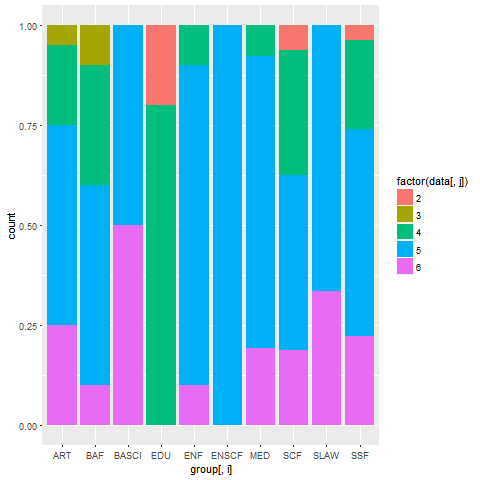 1.00
0.75
0.50
0.25
0.00
count
ART BAF BASCI EDU ENF ENSCF MED SCF SLAW SSF
group[, i]
factor(data[, j])
2
3
4
5
6